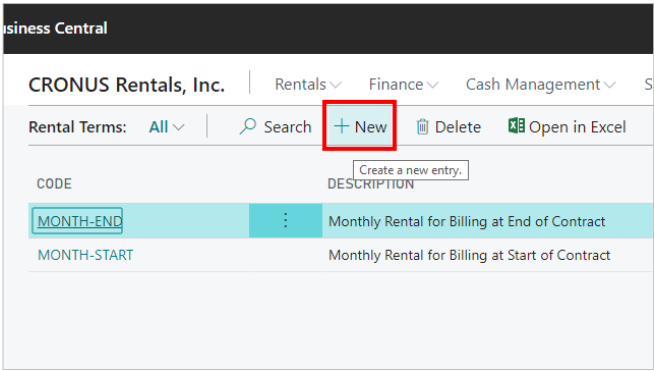 Business Central
CRONUS Rentals, Inc. Rentals Finance Cash Management S
Rental Terms: All Search + New Delete Open in Excel
Create a new entry.
CODE DESCRIPTION
MONTH-END Monthly Rental for Billing at End of Contract
MONTH-START Monthly Rental for Billing at Start of Contract